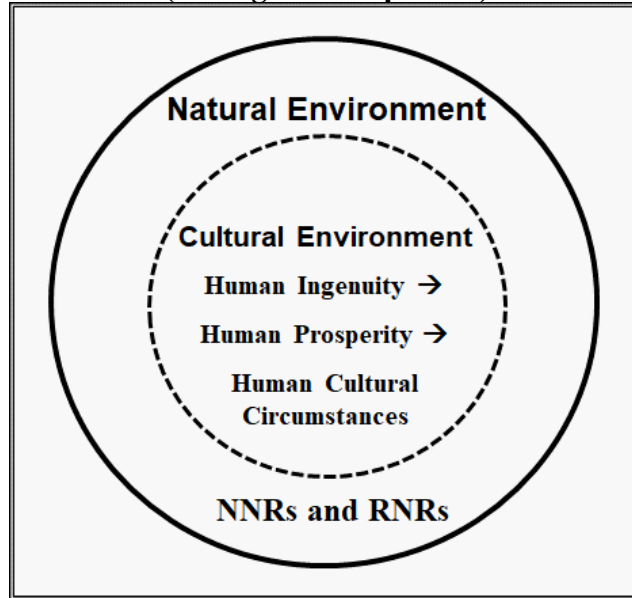 Natural Environment
Cultural Environment
Human Ingenuity →
Human Prosperity →
Human Cultural
Circumstances
NNRs and RNRs